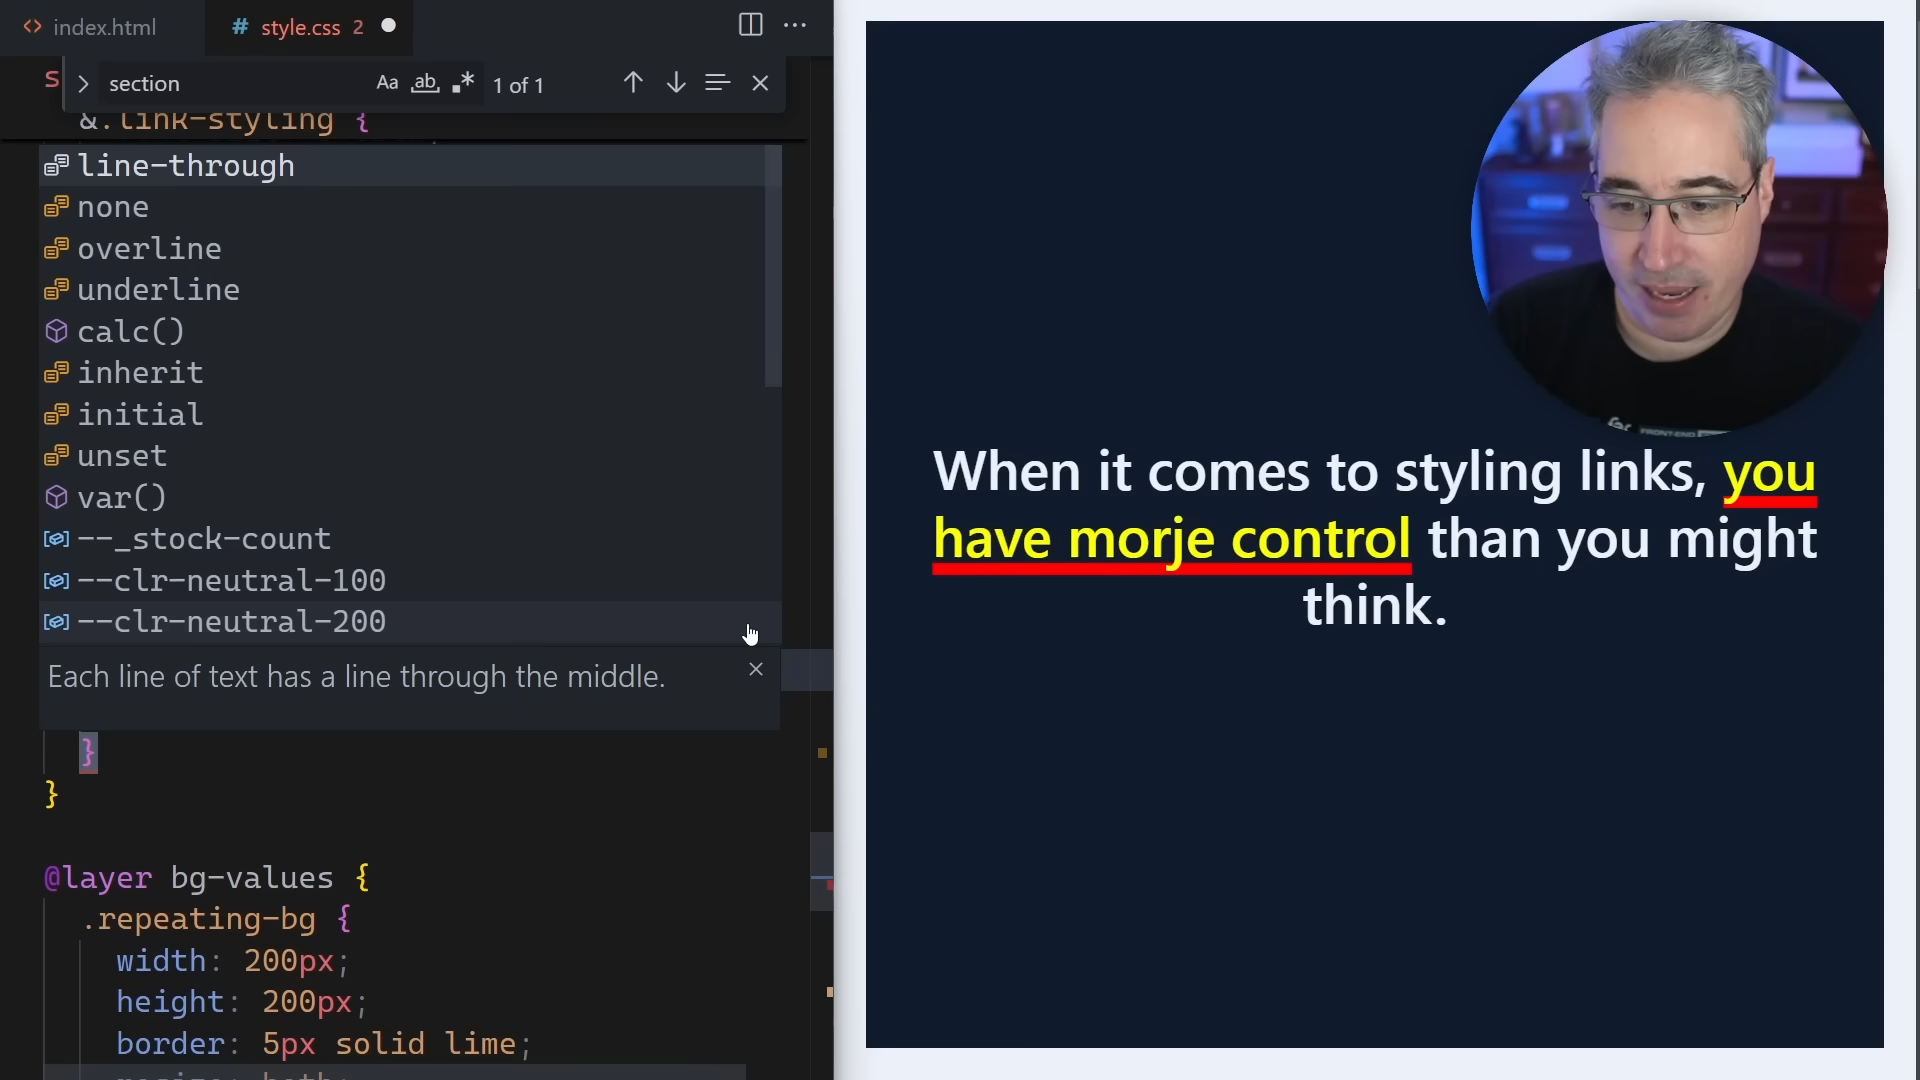 index.html
# style.css 2
section
Aa
ab
.*
1 of 1
&.link-styling {
line-through
none
overline
underline
calc()
inherit
initial
unset
var()
--_stock-count
--clr-neutral-100
--clr-neutral-200
Each line of text has a line through the middle.
}
}
@layer bg-values {
.repeating-bg {
width: 200px;
height: 200px;
border: 5px solid lime;
When it comes to styling links, you
have morje control than you might
think.
FRONT-END